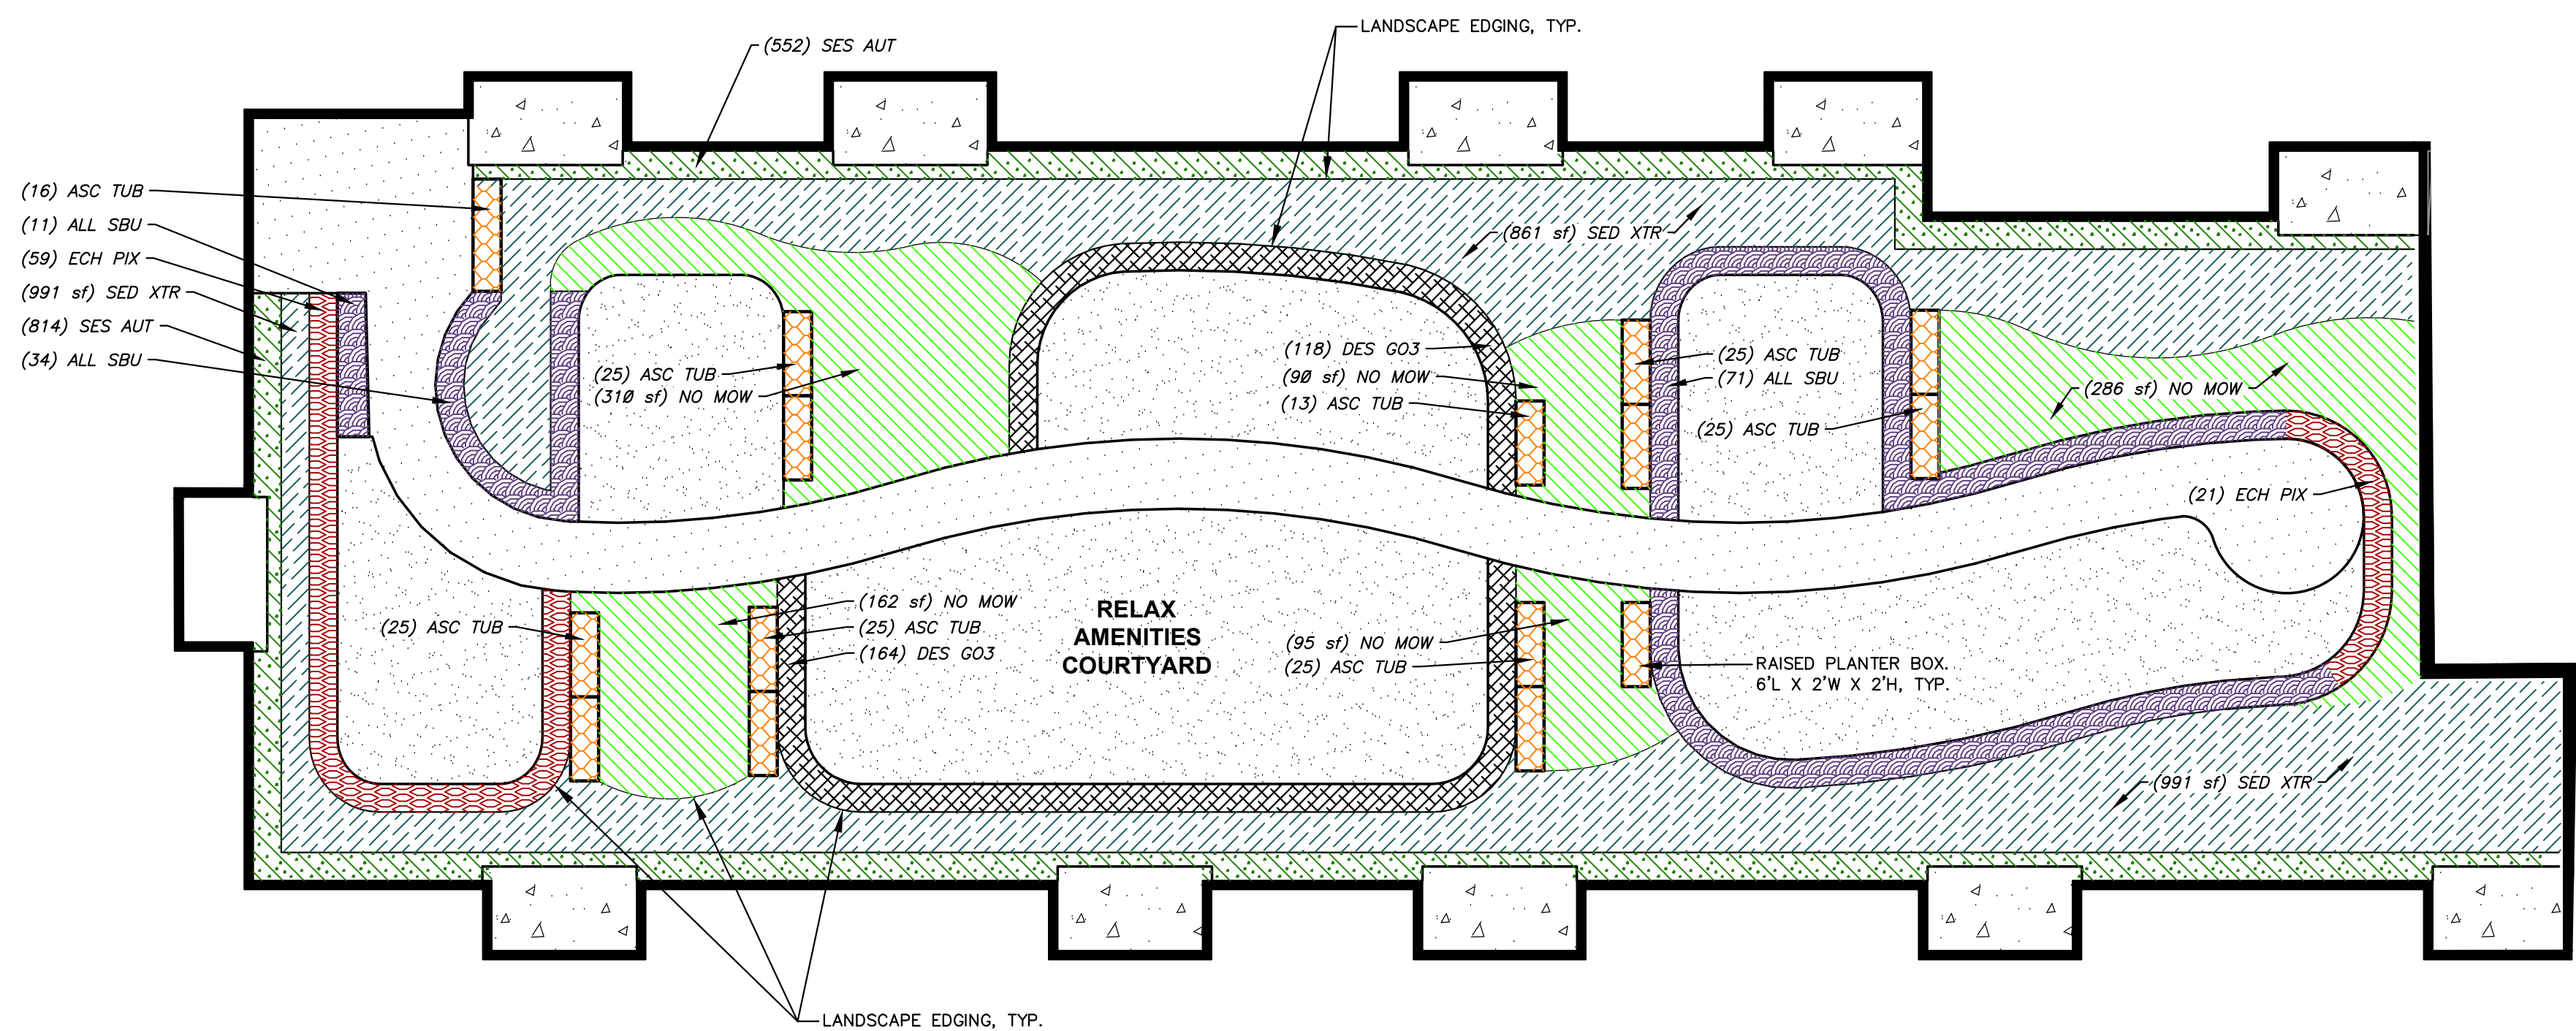 LANDSCAPE EDGING, TYP.
(552) SES AUT
(16) ASC TUB
(11) ALL SBU
(59) ECH PIX
(991 sf) SED XTR
(814) SES AUT
(34) ALL SBU
(861 sf) SED XTR
(25) ASC TUB
(310 sf) NO MOW
(118) DES GO3
(90 sf) NO MOW
(13) ASC TUB
(25) ASC TUB
(71) ALL SBU
(25) ASC TUB
(286 sf) NO MOW
(21) ECH PIX
(25) ASC TUB
(162 sf) NO MOW
(25) ASC TUB
(164) DES GO3
RELAX
AMENITIES
COURTYARD
(95 sf) NO MOW
(25) ASC TUB
RAISED PLANTER BOX.
6'L X 2'W X 2'H, TYP.
(991 sf) SED XTR
LANDSCAPE EDGING, TYP.